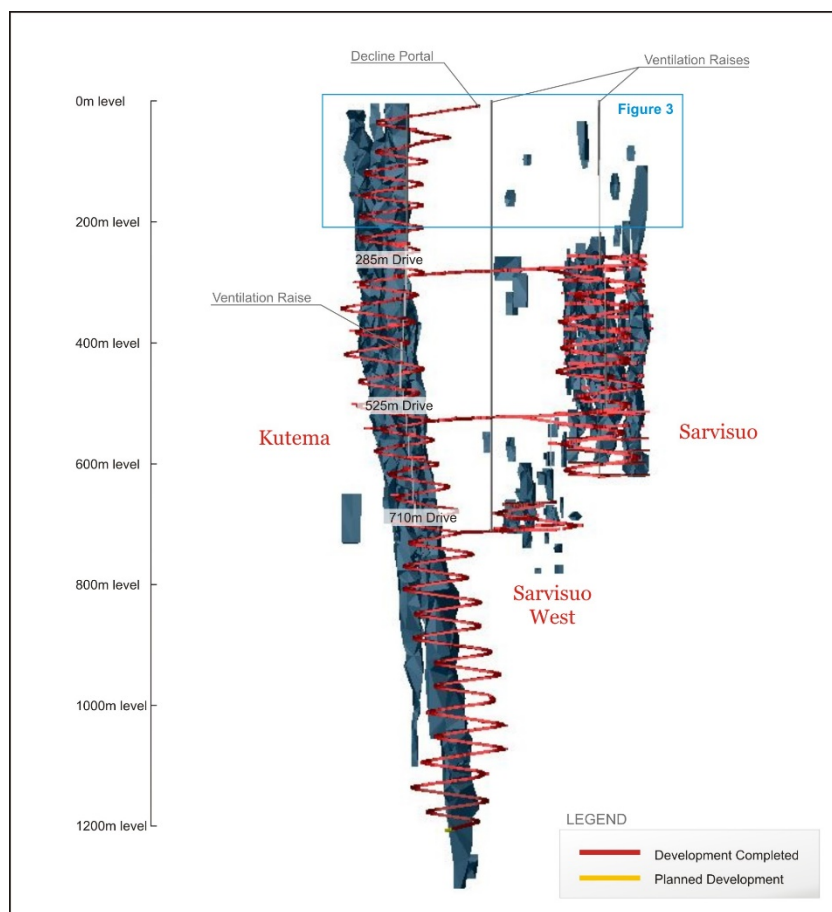 Decline Portal
Ventilation Raises
0m level
Figure 3
200m level
285m Drive
Ventilation Raise
400m level
525m Drive
Kutema
Sarvisuo
600m level
710m Drive
800m level
Sarvisuo
West
1000m level
1200m level
LEGEND
Development Completed
Planned Development